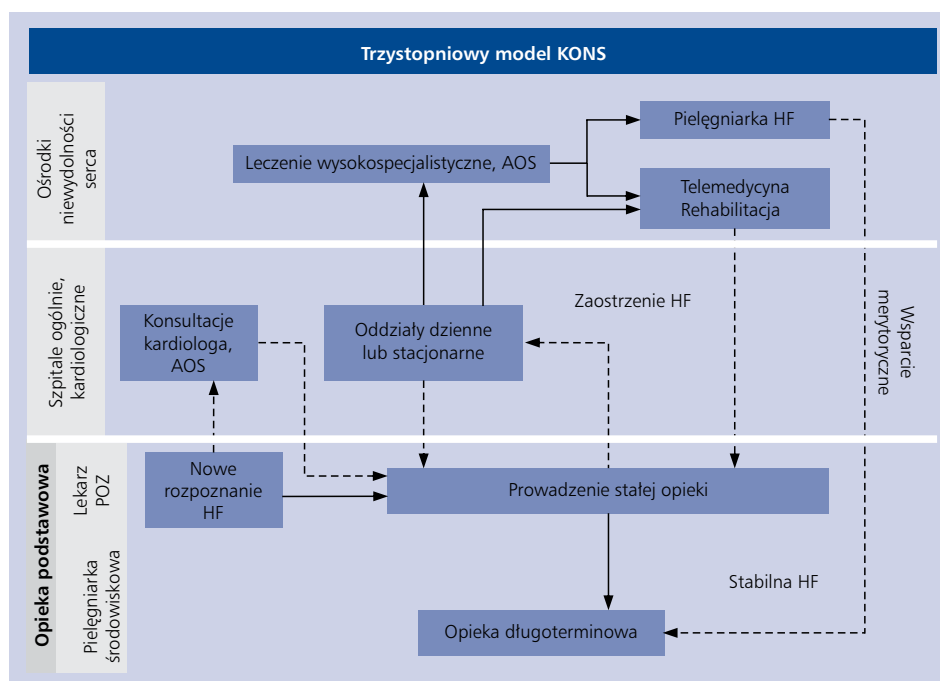 Trzystopniowy model KONS
Ośrodki
niewydolności
serca
Pielęgniarka HF
Leczenie wysokospecjalistyczne, AOS
Telemedycyna
Rehabilitacja
Szpitale ogólnie,
kardiologiczne
Konsultacje
kardiologa,
AOS
Oddziały dzienne
lub stacjonarne
Zaostrzenie HF
Wsparcie
merytoryczne
Opieka podstawowa
Lekarz
POZ
Nowe
rozpoznanie
HF
Prowadzenie stałej opieki
Pielęgniarka
środowiskowa
Stabilna HF
Opieka długoterminowa